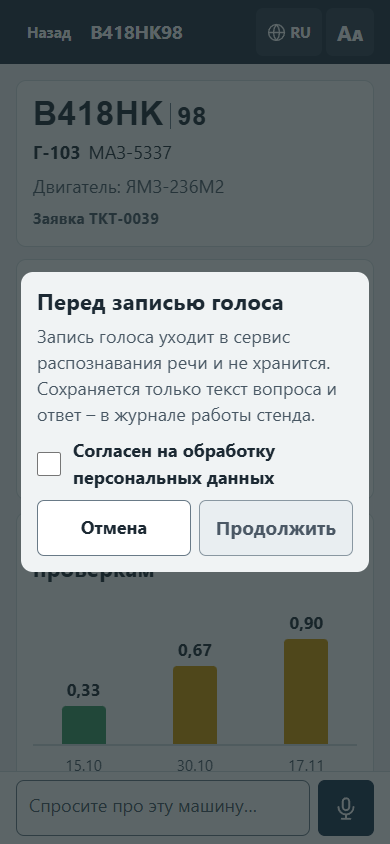 Назад В418НК98 RU Aᴀ
В418НК 98
Г-103 МАЗ-5337
Двигатель: ЯМЗ-236М2
Заявка ТКТ-0039
Перед записью голоса
Запись голоса уходит в сервис
распознавания речи и не хранится.
Сохраняется только текст вопроса и
ответ – в журнале работы стенда.
Согласен на обработку
персональных данных
Отмена Продолжить
проверкам
0,33 0,67 0,90
15.10 30.10 17.11
Спросите про эту машину...